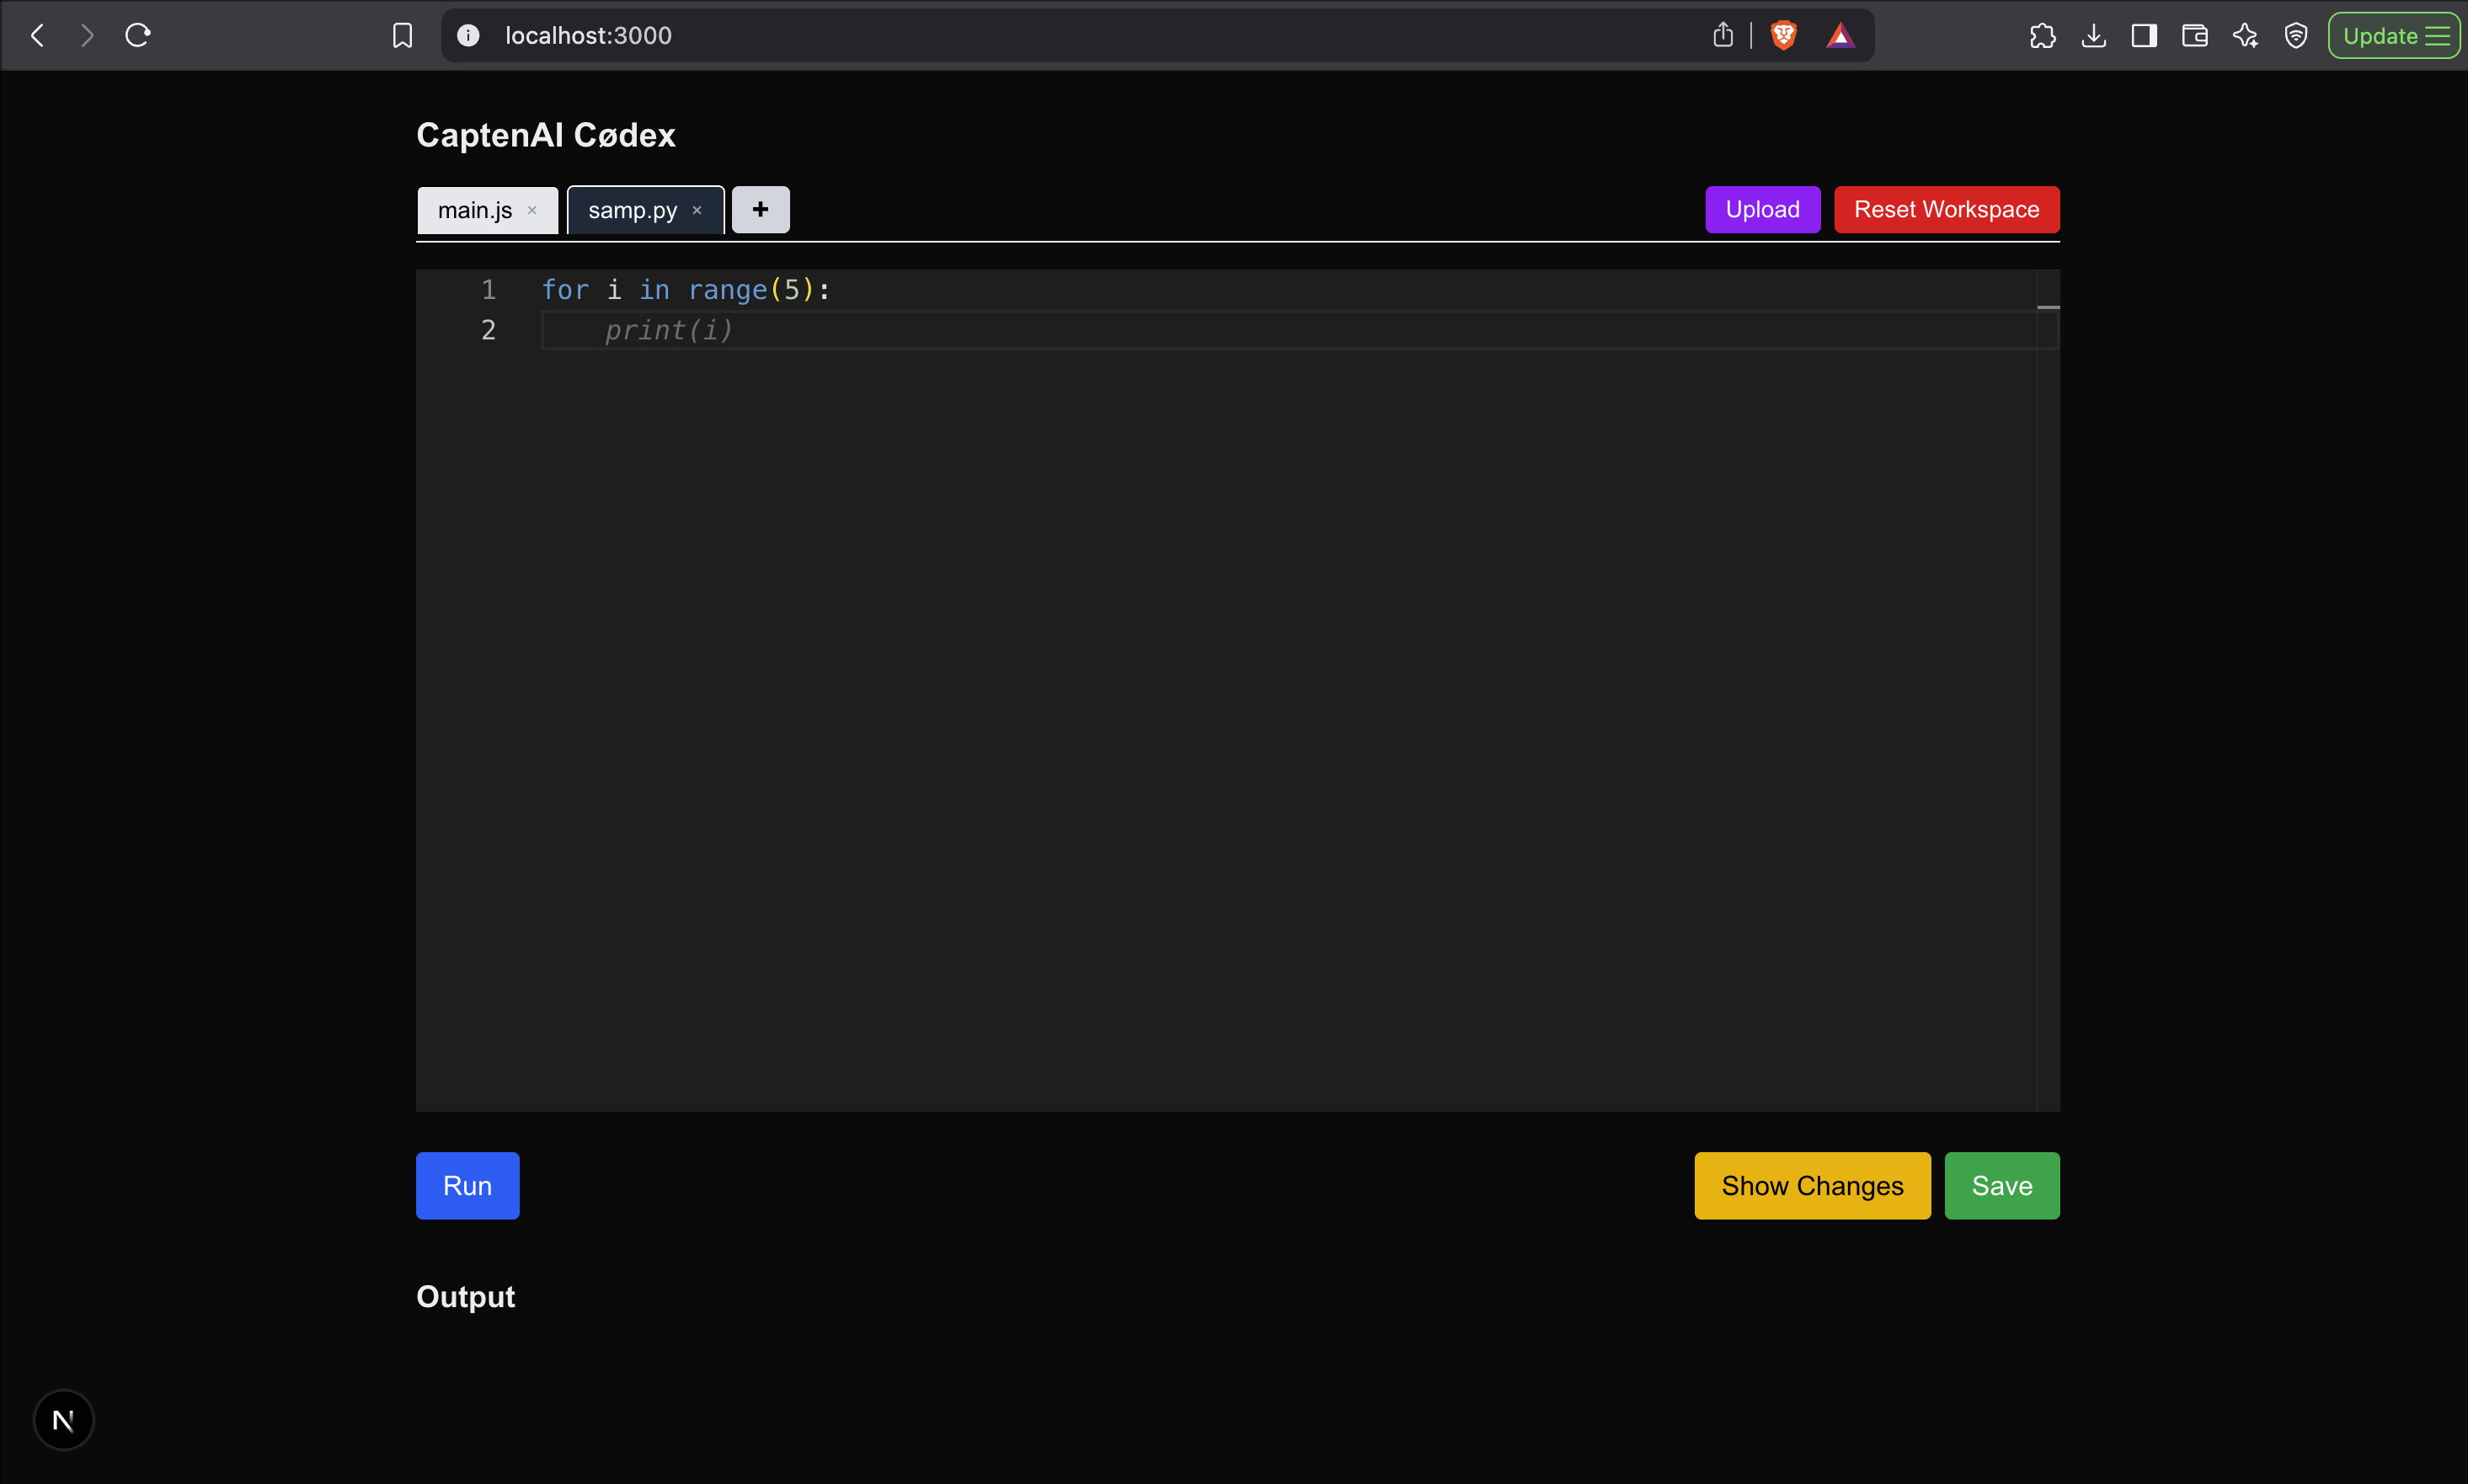 localhost:3000
Update
CaptenAI Cødex
main.js × samp.py × + Upload Reset Workspace
1 for i in range(5):
2     print(i)
Run Show Changes Save
Output
N